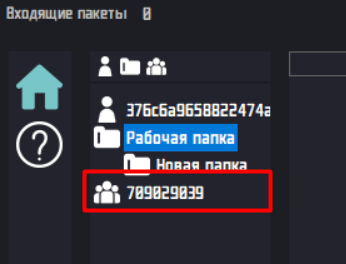 Входящие пакеты 0
376c6a9658822474a
Рабочая папка
Новая папка
709029039